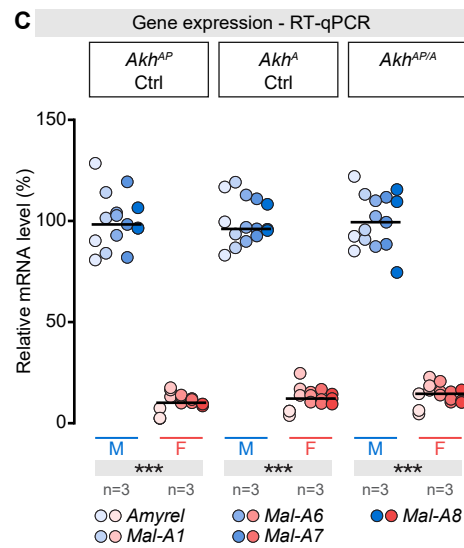 C
Gene expression - RT-qPCR
Akh^AP Ctrl
Akh^A Ctrl
Akh^AP/A
Relative mRNA level (%)
150
100
50
0
M F M F M F
*** *** ***
n=3 n=3 n=3 n=3 n=3 n=3
Amyrel Mal-A6 Mal-A8
Mal-A1 Mal-A7